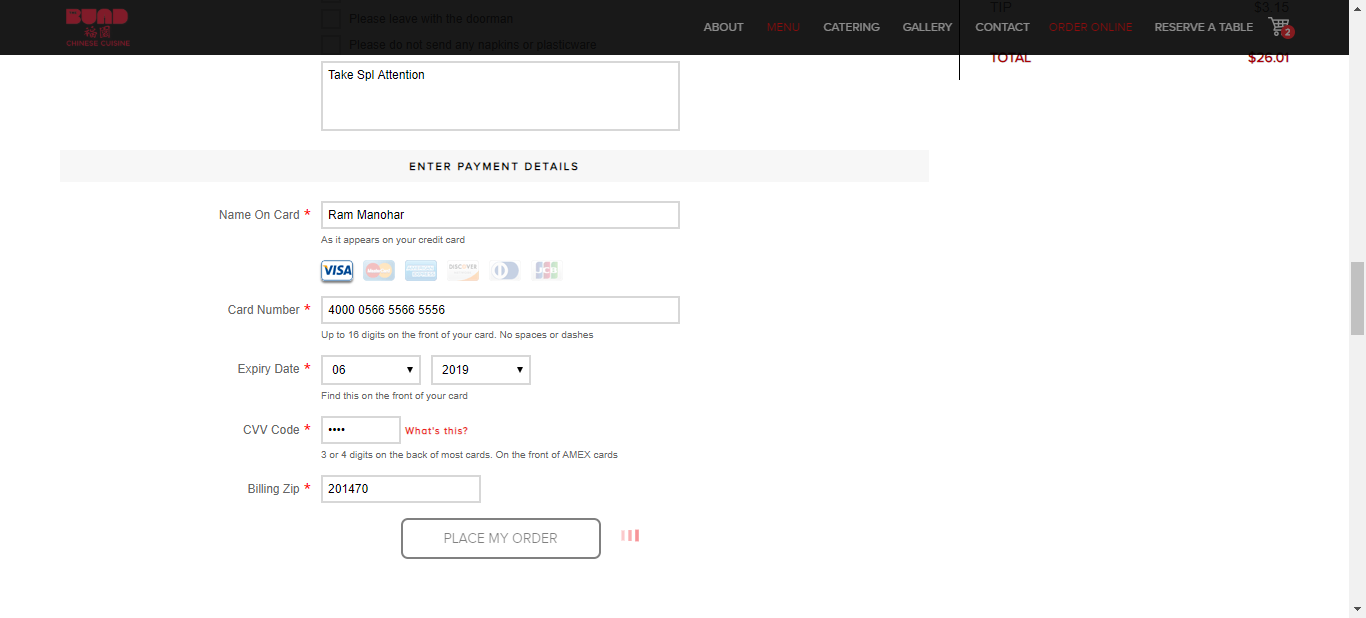 BUND
CHINESE CUISINE
ABOUT MENU CATERING GALLERY CONTACT ORDER ONLINE RESERVE A TABLE 2
Please leave with the doorman
TIP $3.15
Please do not send any napkins or plasticware
TOTAL $26.01
Take Spl Attention
ENTER PAYMENT DETAILS
Name On Card * Ram Manohar
As it appears on your credit card
VISA MasterCard DISCOVER JCB
Card Number * 4000 0566 5566 5556
Up to 16 digits on the front of your card. No spaces or dashes
Expiry Date * 06 2019
Find this on the front of your card
CVV Code * •••• What's this?
3 or 4 digits on the back of most cards. On the front of AMEX cards
Billing Zip * 201470
PLACE MY ORDER